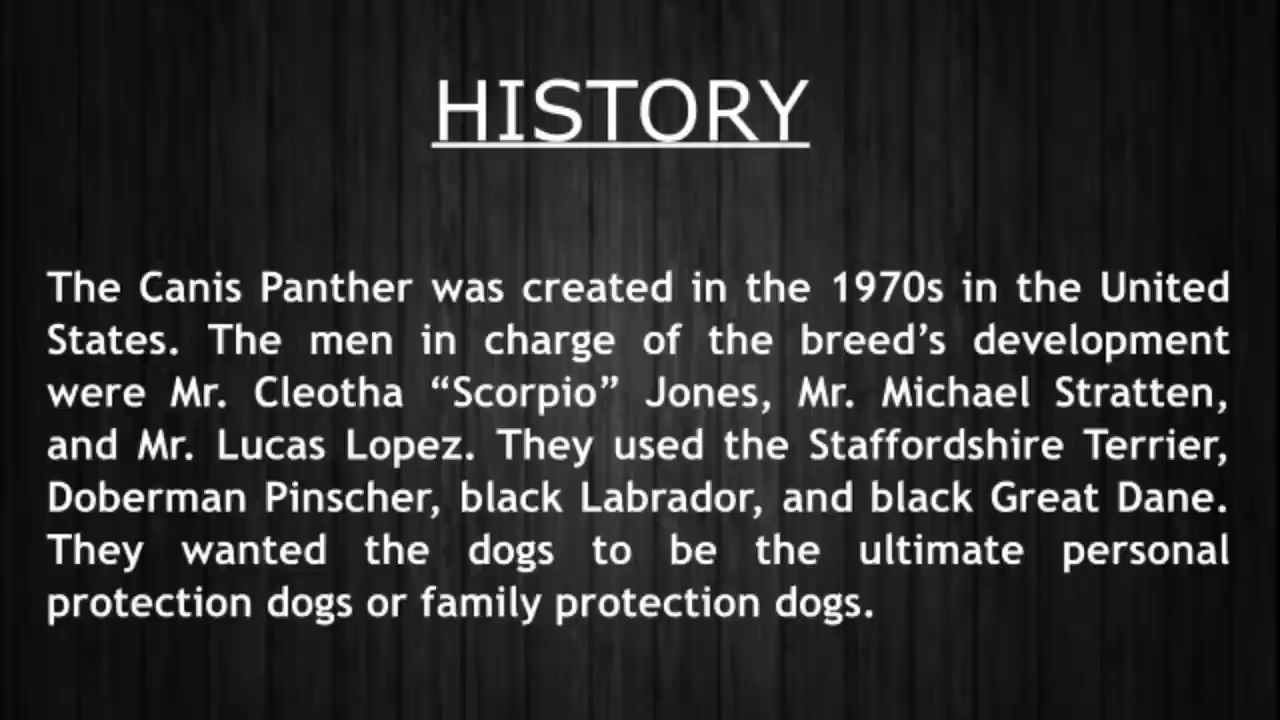 HISTORY
The Canis Panther was created in the 1970s in the United
States. The men in charge of the breed’s development
were Mr. Cleotha “Scorpio” Jones, Mr. Michael Stratten,
and Mr. Lucas Lopez. They used the Staffordshire Terrier,
Doberman Pinscher, black Labrador, and black Great Dane.
They wanted the dogs to be the ultimate personal
protection dogs or family protection dogs.